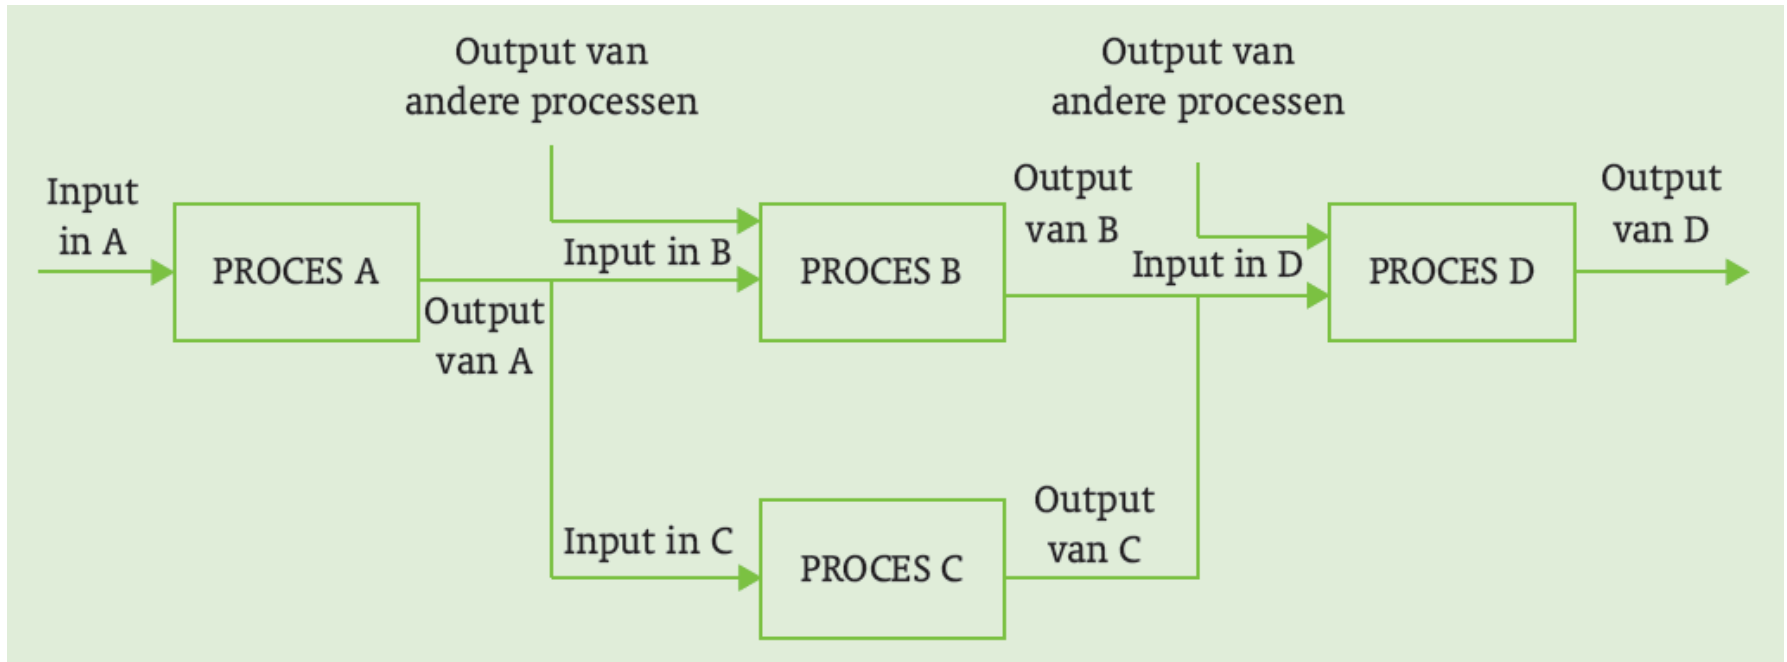 Output van
andere processen
Output van
andere processen
Input
in A
PROCES A
Output
van A
Input in B
PROCES B
Output
van B
Input in D
PROCES D
Output
van D
Input in C
PROCES C
Output
van C